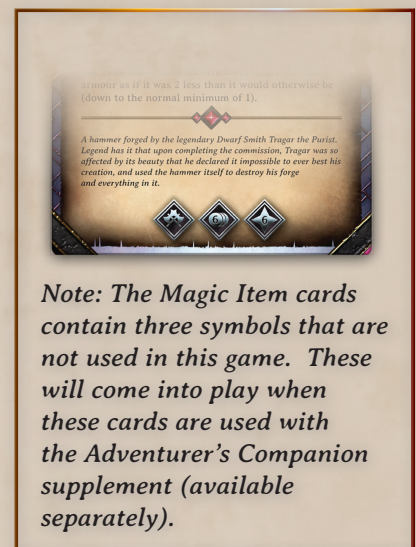 armour as if it was 2 less than it would otherwise be
(down to the normal minimum of 1).
A hammer forged by the legendary Dwarf Smith Tragar the Purist.
Legend has it that upon completing the commission, Tragar was so
affected by its beauty that he declared it impossible to ever best his
creation, and used the hammer itself to destroy his forge
and everything in it.
6 6
Note: The Magic Item cards
contain three symbols that are
not used in this game.  These
will come into play when
these cards are used with
the Adventurer’s Companion
supplement (available
separately).